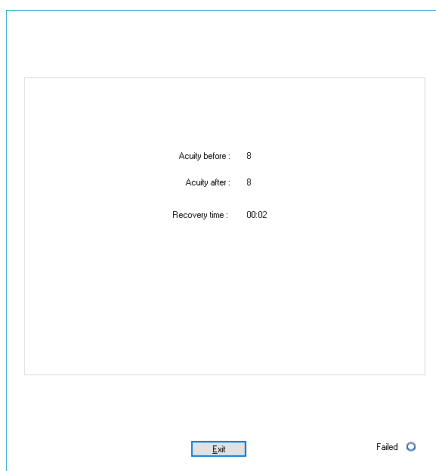 Acuity before : 8
Acuity after : 8
Recovery time : 00:02
Exit
Failed